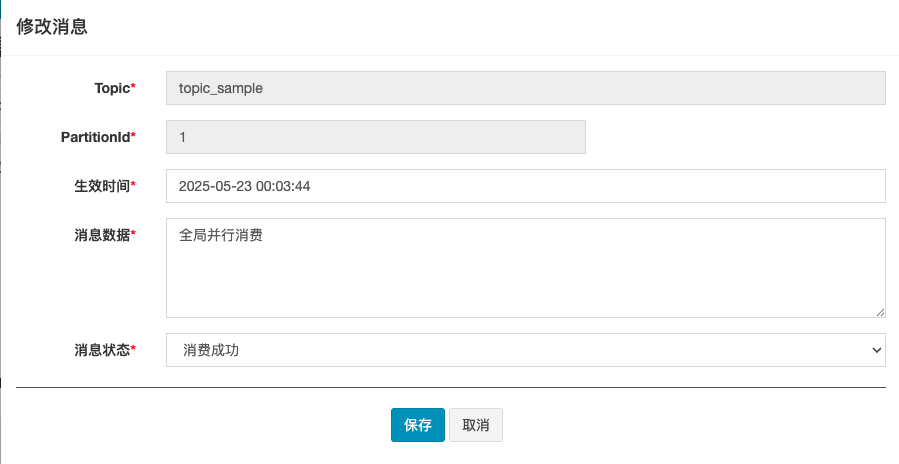 修改消息
Topic*
topic_sample
PartitionId*
1
生效时间*
2025-05-23 00:03:44
消息数据*
全局并行消费
消息状态*
消费成功
保存 取消